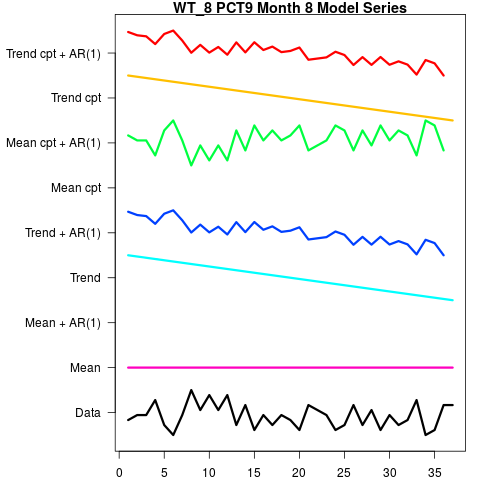 WT_8 PCT9 Month 8 Model Series
Trend cpt + AR(1)
Trend cpt
Mean cpt + AR(1)
Mean cpt
Trend + AR(1)
Trend
Mean + AR(1)
Mean
Data
0 5 10 15 20 25 30 35